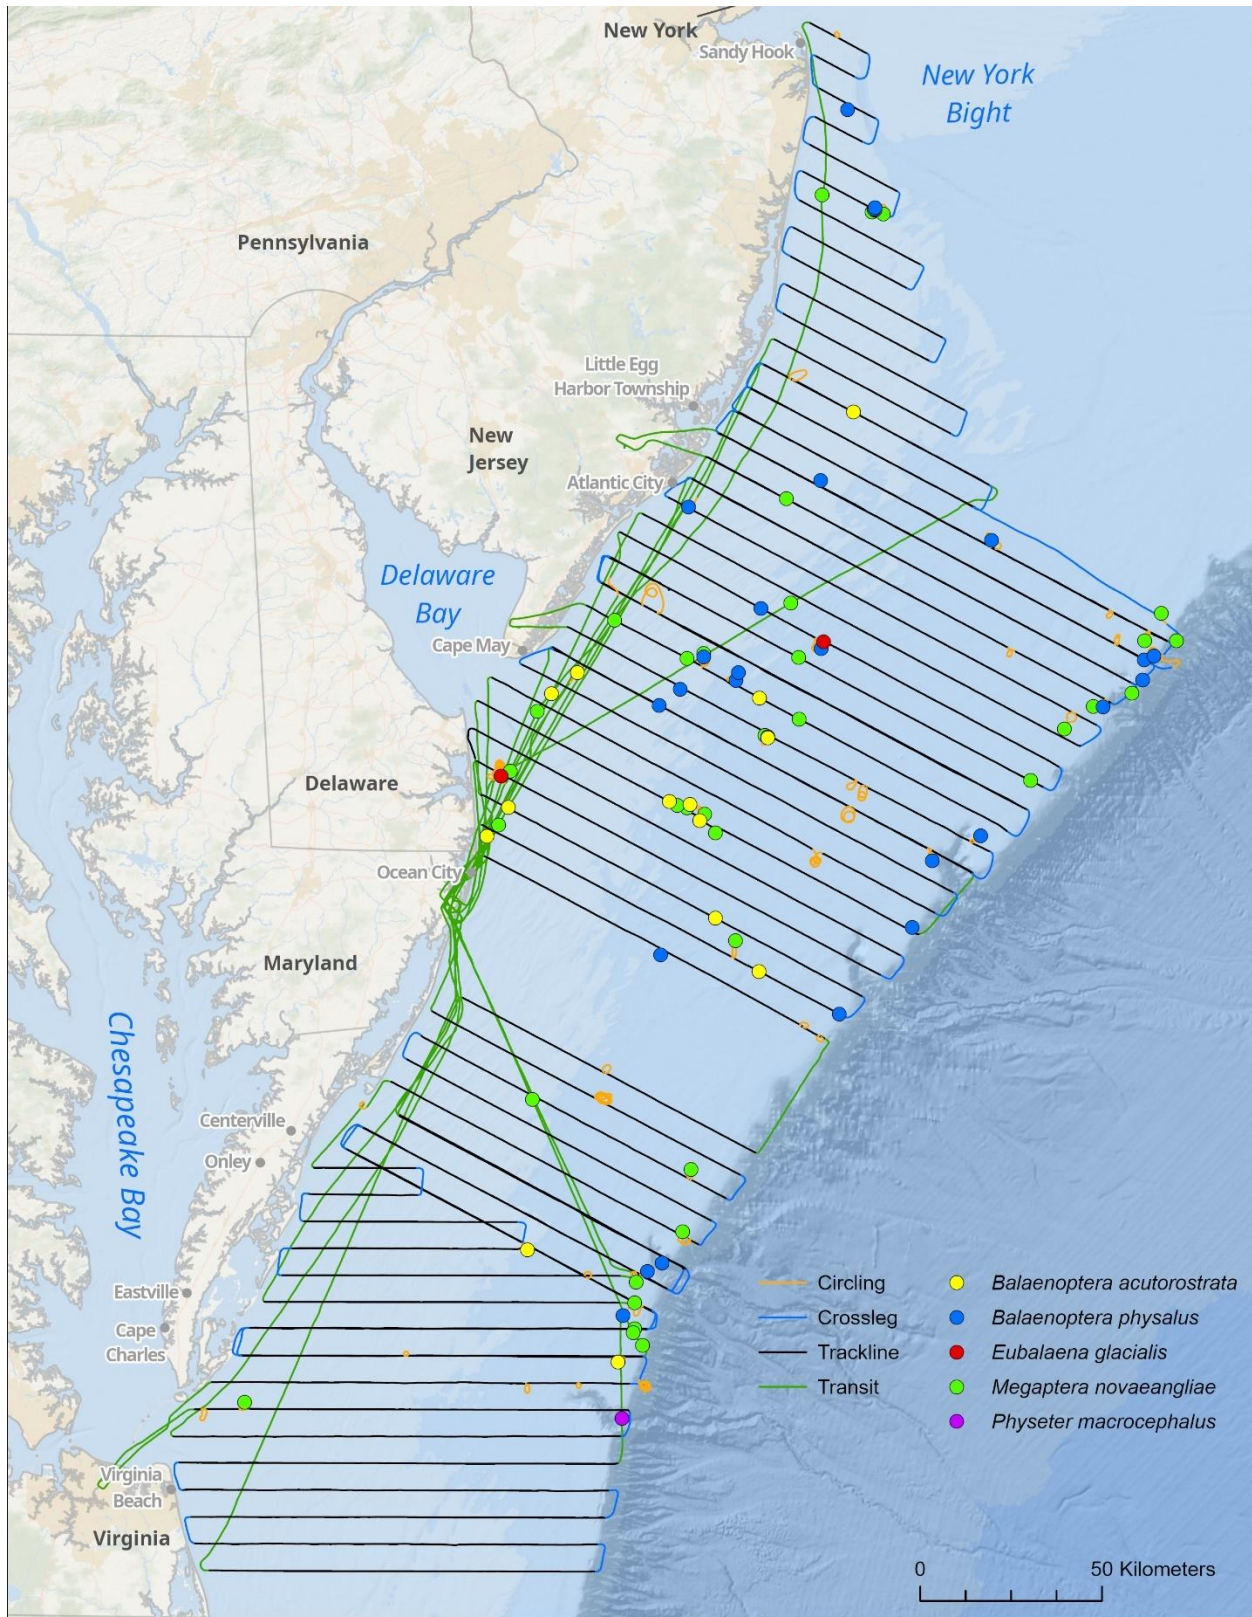 New York
Sandy Hook
New York
Bight
Pennsylvania
Little Egg
Harbor Township
New
Jersey
Atlantic City
Delaware
Bay
Cape May
Delaware
Ocean City
Maryland
Chesapeake Bay
Centerville
Onley
Eastville
Cape
Charles
Virginia
Beach
Virginia
Circling
Crossleg
Trackline
Transit
Balaenoptera acutorostrata
Balaenoptera physalus
Eubalaena glacialis
Megaptera novaeangliae
Physeter macrocephalus
0 50 Kilometers